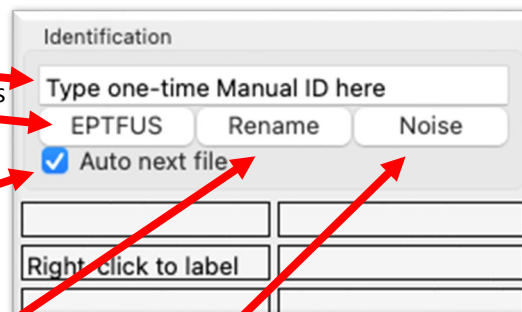 Identification
s
Type one-time Manual ID here
EPTFUS Rename Noise
Auto next file
Right-click to label